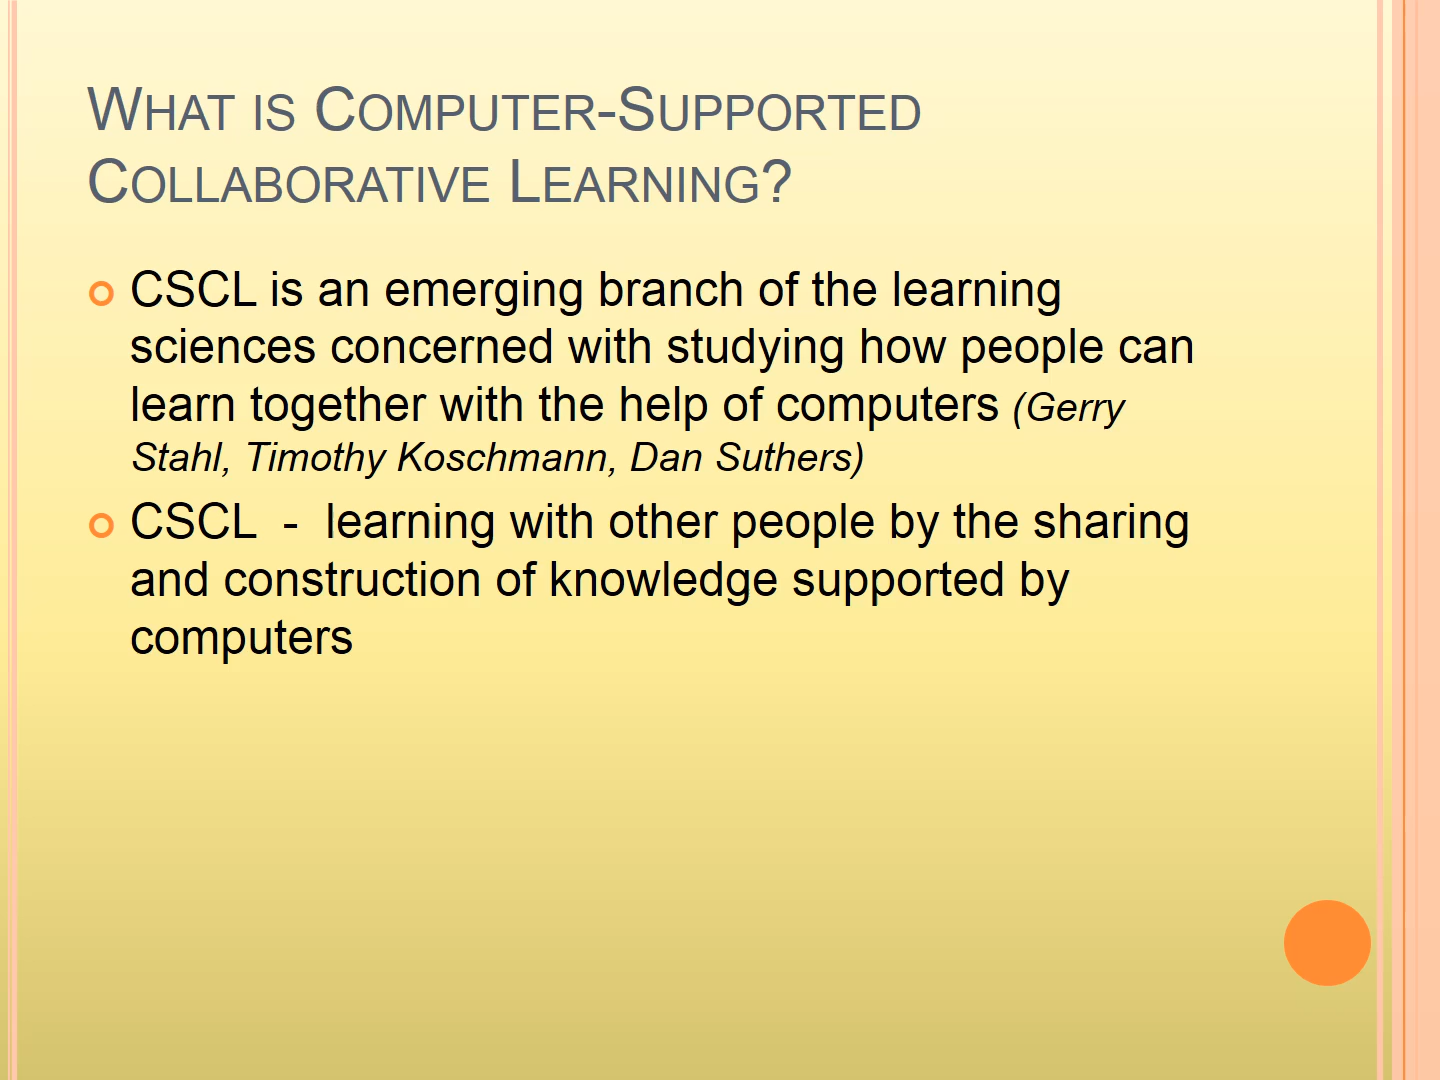 What is Computer-Supported
Collaborative Learning?
CSCL is an emerging branch of the learning
sciences concerned with studying how people can
learn together with the help of computers (Gerry
Stahl, Timothy Koschmann, Dan Suthers)
CSCL - learning with other people by the sharing
and construction of knowledge supported by
computers